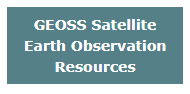 GEOSS Satellite
Earth Observation
Resources